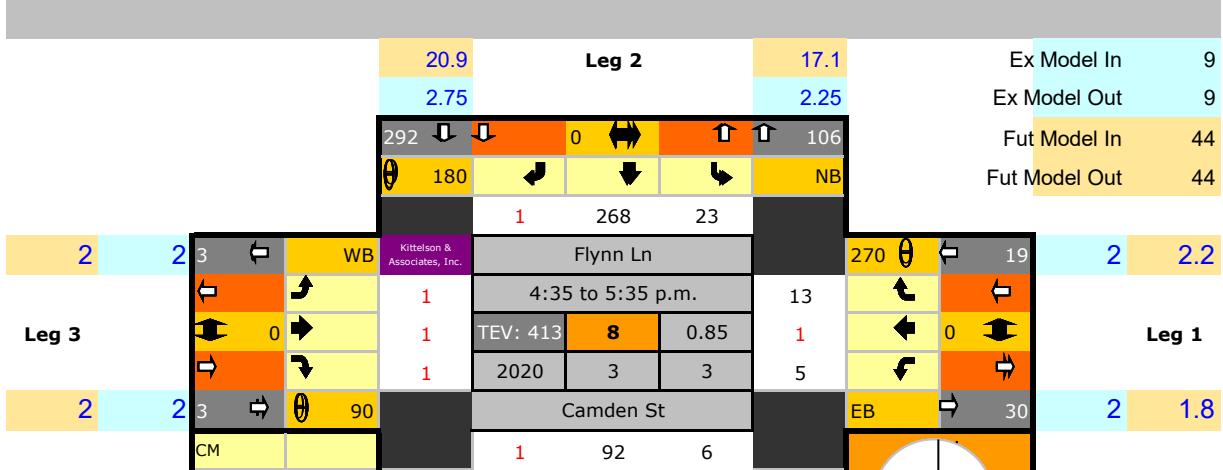 20.9 Leg 2 17.1 Ex Model In 9
2.75 2.25 Ex Model Out 9
292 0 106 Fut Model In 44
180 NB Fut Model Out 44
1 268 23
2 2 3 WB Kittelson & Associates, Inc. Flynn Ln 270 19 2 2.2
1 4:35 to 5:35 p.m. 13
Leg 3 0 1 TEV: 413 8 0.85 1 0 Leg 1
1 2020 3 3 5
2 2 3 90 Camden St EB 30 2 1.8
CM 1 92 6